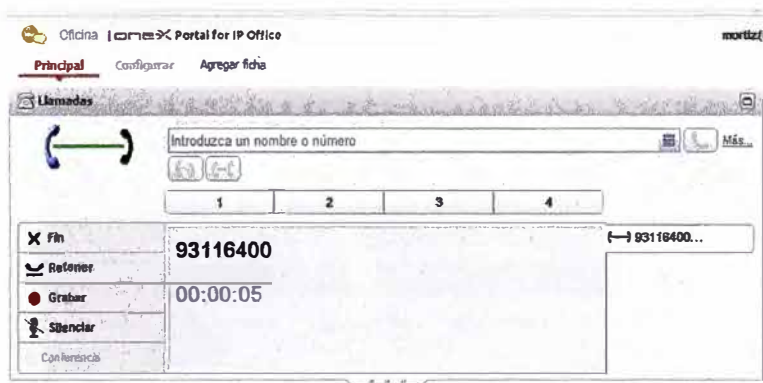 Oficina one-X Portal for IP Office
mortiz(
Principal Configurar Agregar ficha
Llamadas
Introduzca un nombre o número
Más...
1 2 3 4
Fin
Retener
Grabar
Silenciar
Conferencia
93116400
00:00:05
93116400...